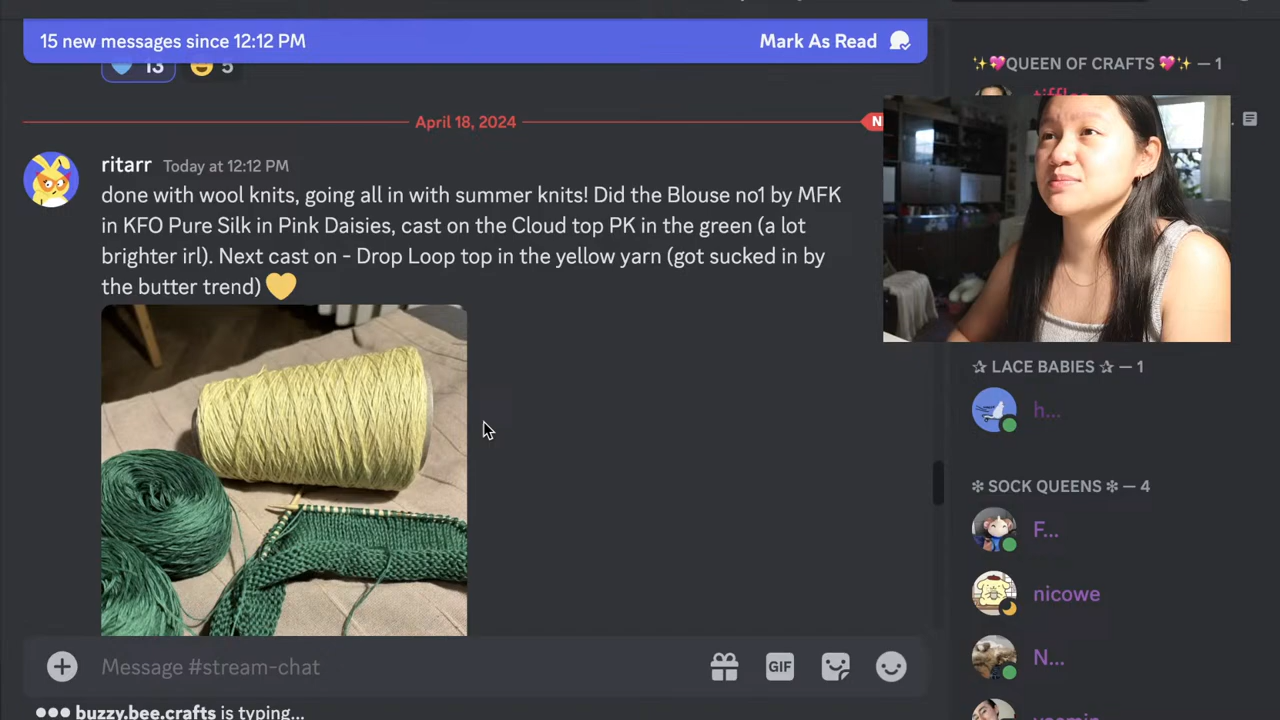 15 new messages since 12:12 PM
Mark As Read
13
5
April 18, 2024
N
ritarr Today at 12:12 PM
done with wool knits, going all in with summer knits! Did the Blouse no1 by MFK
in KFO Pure Silk in Pink Daisies, cast on the Cloud top PK in the green (a lot
brighter irl). Next cast on - Drop Loop top in the yellow yarn (got sucked in by
the butter trend) 💛
Message #stream-chat
GIF
buzzy.bee.crafts is typing...
✨💖QUEEN OF CRAFTS 💖✨ — 1
tiffles
✰ LACE BABIES ✰ — 1
h...
❇ SOCK QUEENS ❇ — 4
F...
nicowe
N...